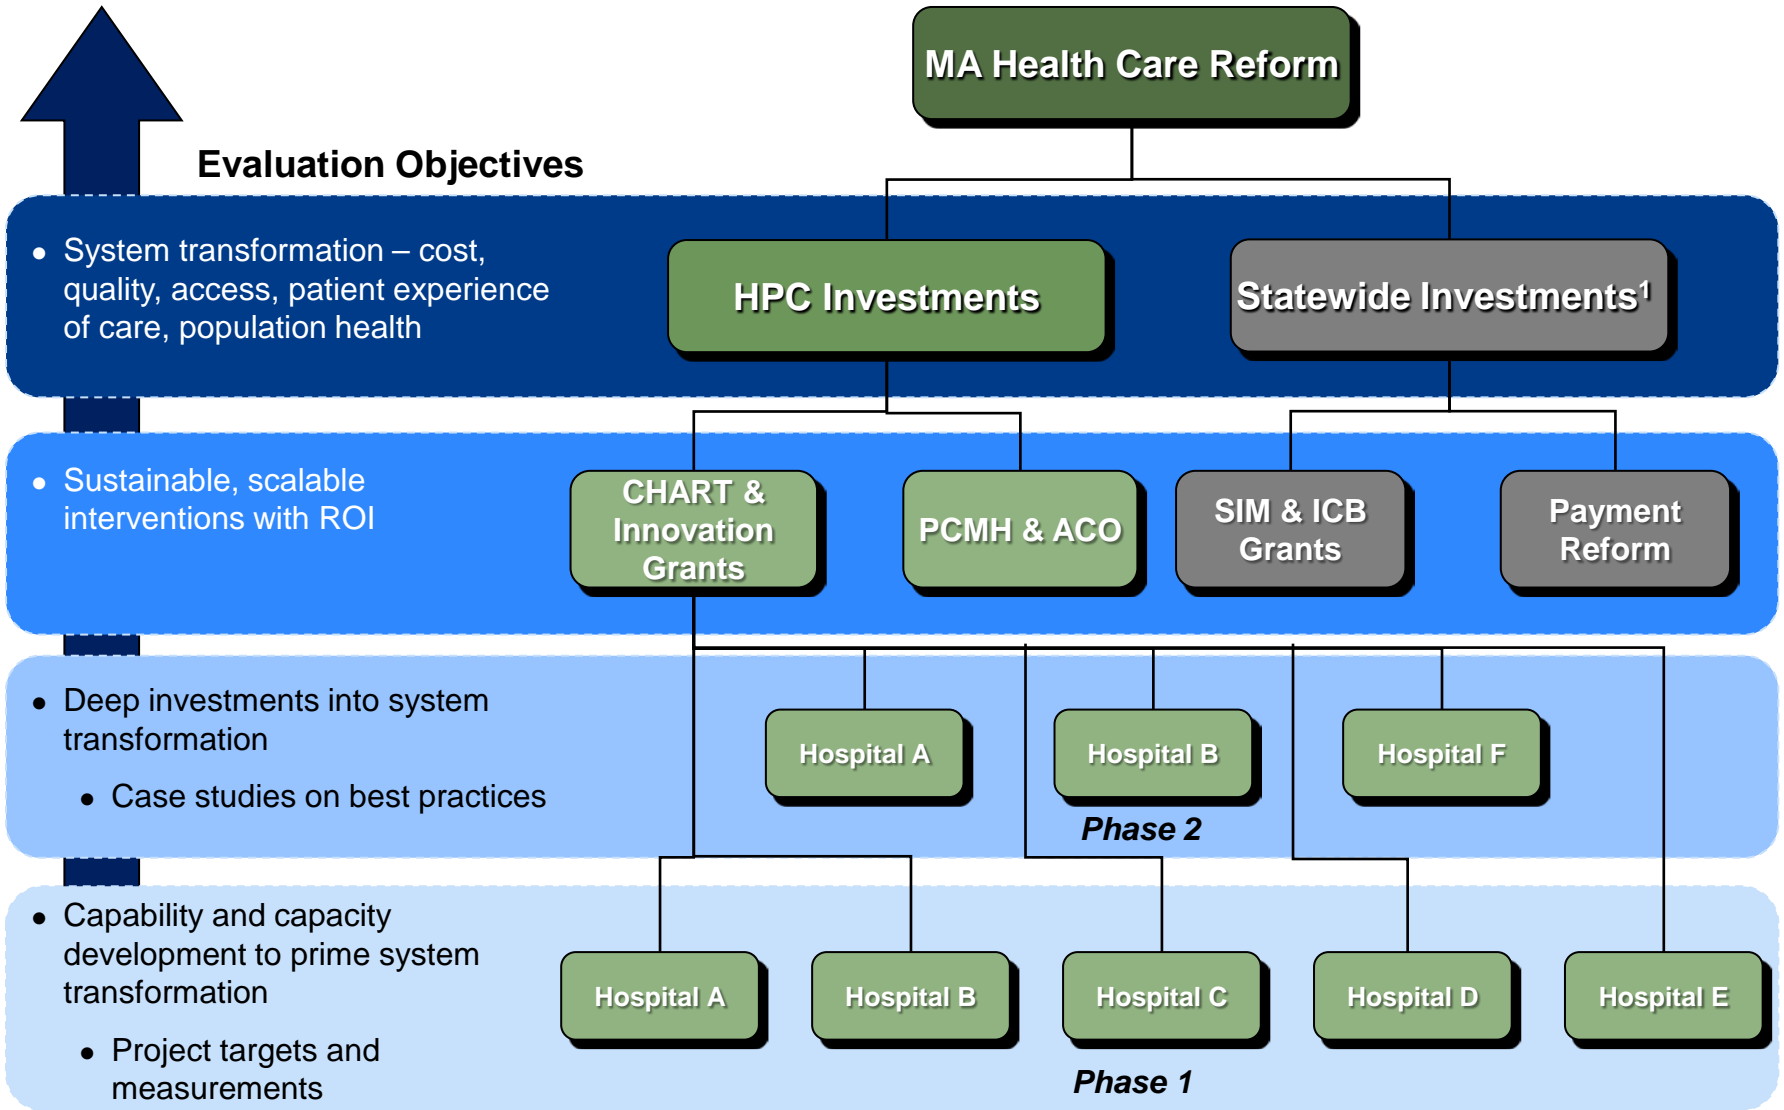 MA Health Care Reform
Evaluation Objectives
● System transformation – cost,
quality, access, patient experience
of care, population health
HPC Investments
Statewide Investments¹
● Sustainable, scalable
interventions with ROI
CHART &
Innovation
Grants
PCMH & ACO
SIM & ICB
Grants
Payment
Reform
● Deep investments into system
transformation
● Case studies on best practices
Hospital A
Hospital B
Hospital F
Phase 2
● Capability and capacity
development to prime system
transformation
● Project targets and
measurements
Hospital A
Hospital B
Hospital C
Hospital D
Hospital E
Phase 1